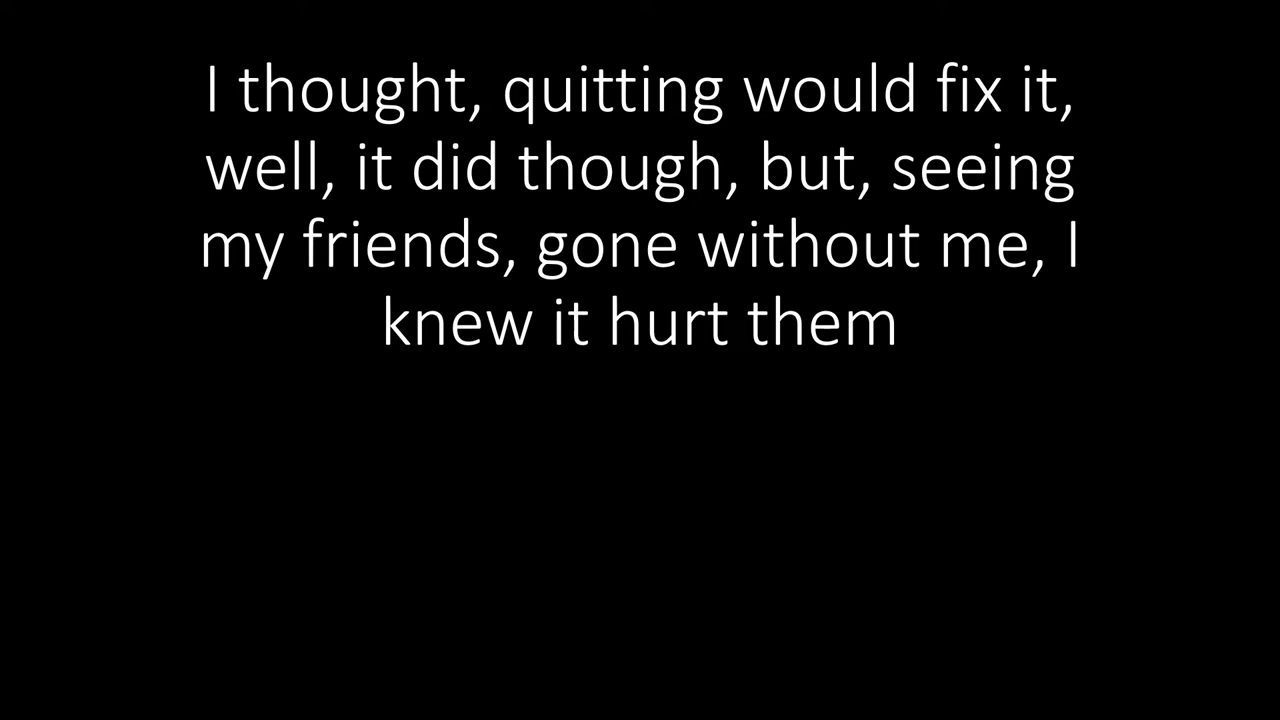 I thought, quitting would fix it,
well, it did though, but, seeing
my friends, gone without me, I
knew it hurt them